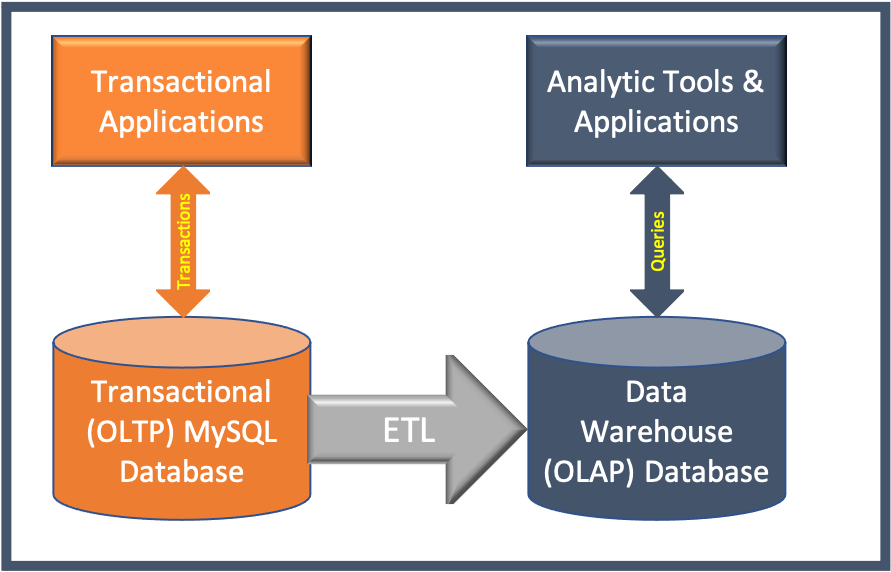 Transactional
Applications
Analytic Tools &
Applications
Transactions
Queries
Transactional
(OLTP) MySQL
Database
ETL
Data
Warehouse
(OLAP) Database